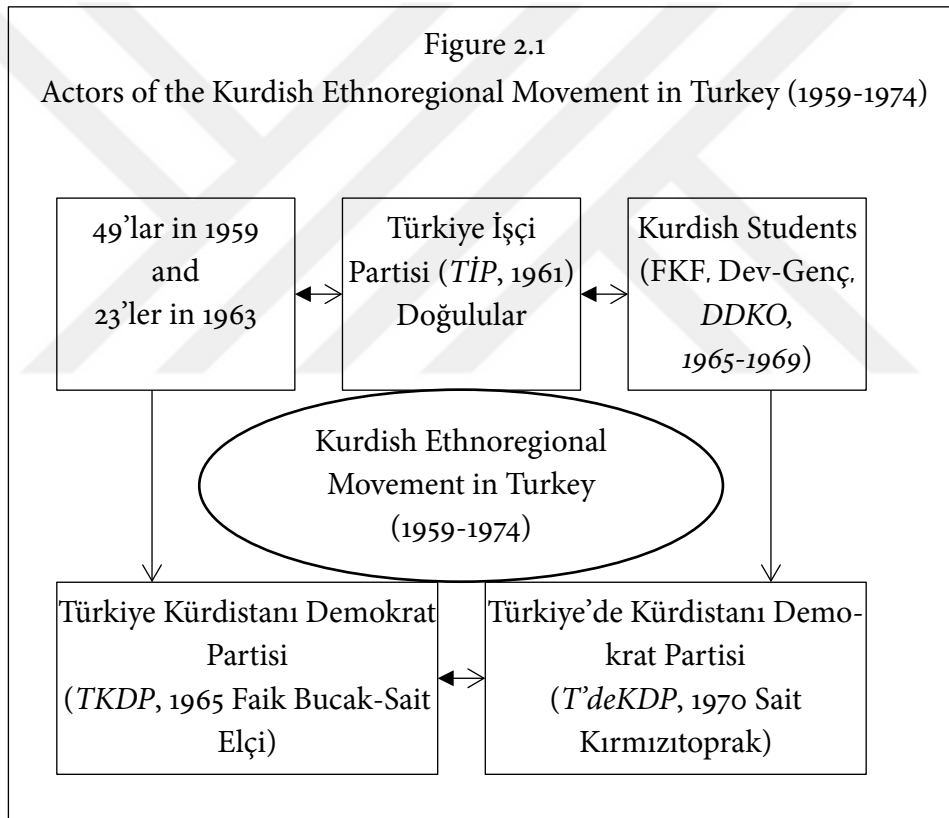 Figure 2.1
Actors of the Kurdish Ethnoregional Movement in Turkey (1959-1974)
49’lar in 1959
and
23’ler in 1963
Türkiye İşçi
Partisi (TİP, 1961)
Doğulular
Kurdish Students
(FKF, Dev-Genç,
DDKO,
1965-1969)
Kurdish Ethnoregional
Movement in Turkey
(1959-1974)
Türkiye Kürdistanı Demokrat
Partisi
(TKDP, 1965 Faik Bucak-Sait
Elçi)
Türkiye’de Kürdistanı Demo-
krat Partisi
(T’deKDP, 1970 Sait
Kırmızıtoprak)